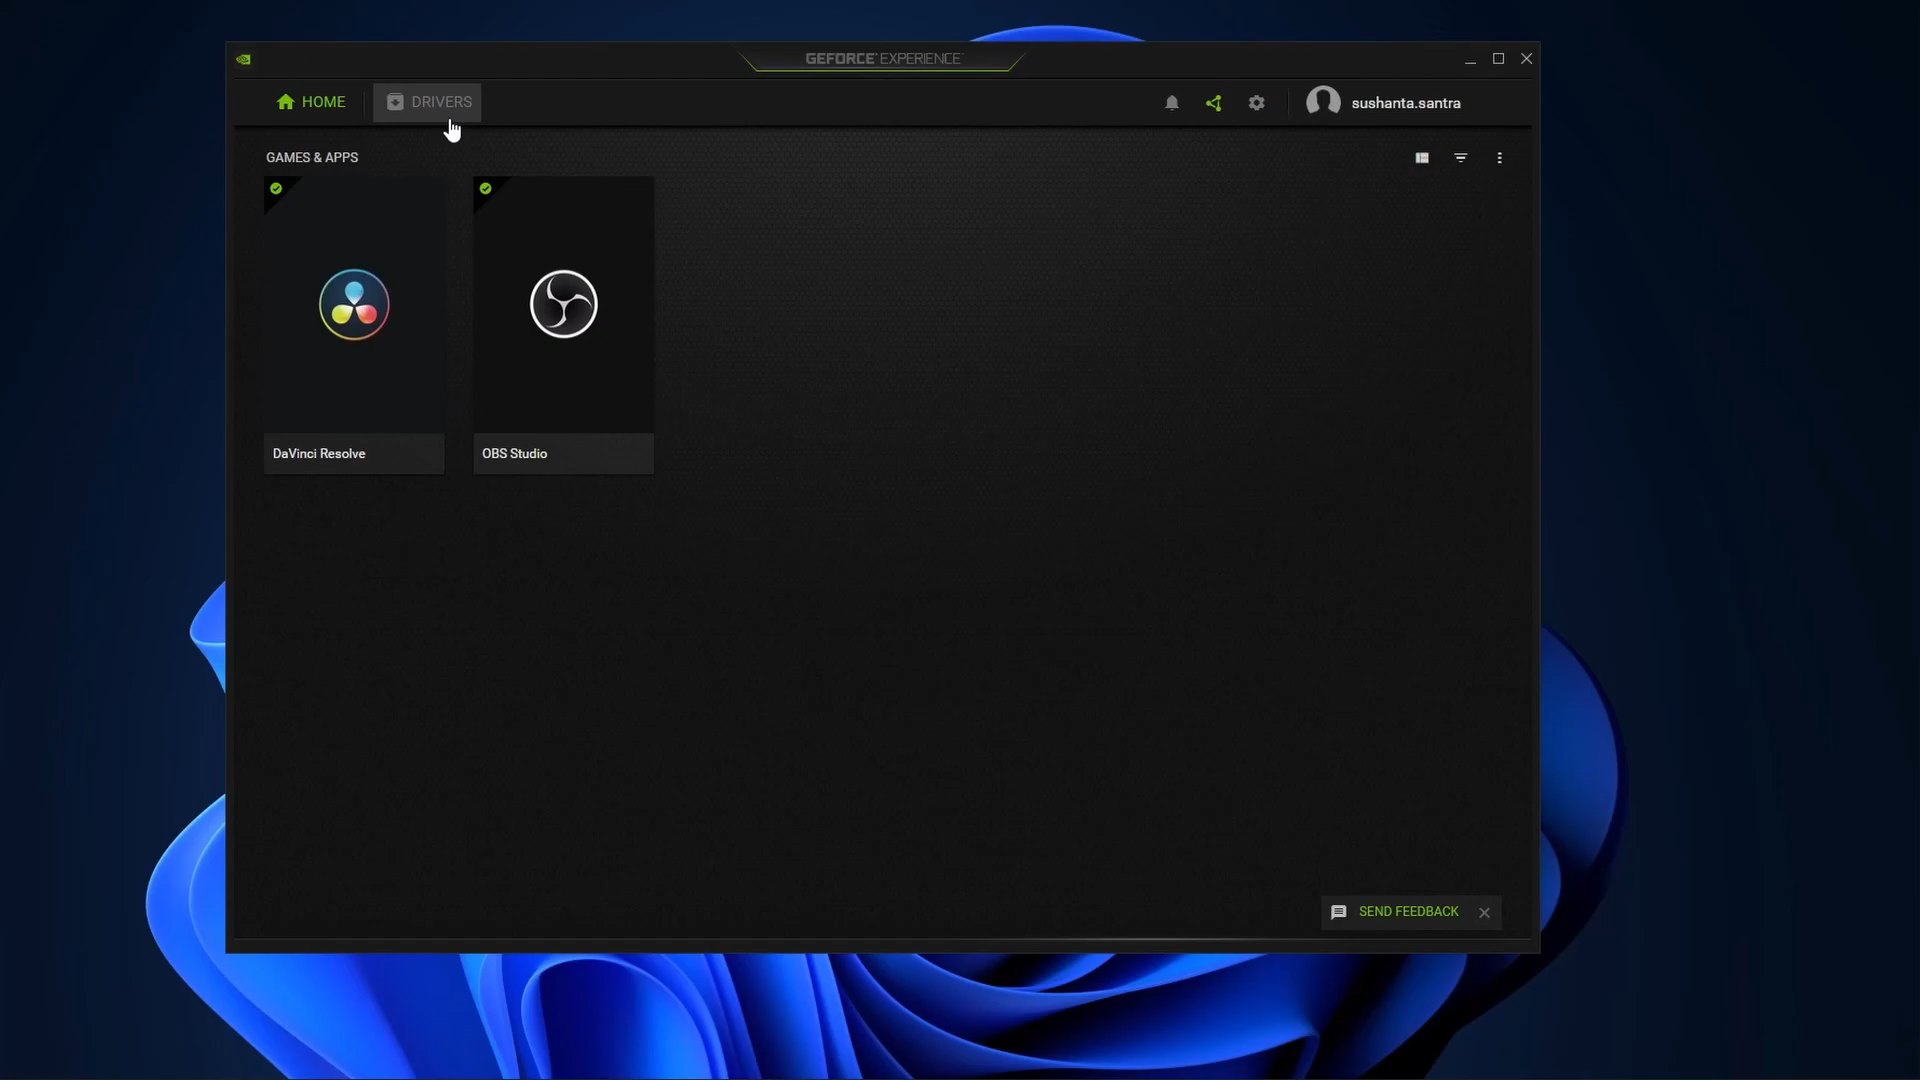 GEFORCE EXPERIENCE
HOME
DRIVERS
sushanta.santra
GAMES & APPS
DaVinci Resolve
OBS Studio
SEND FEEDBACK